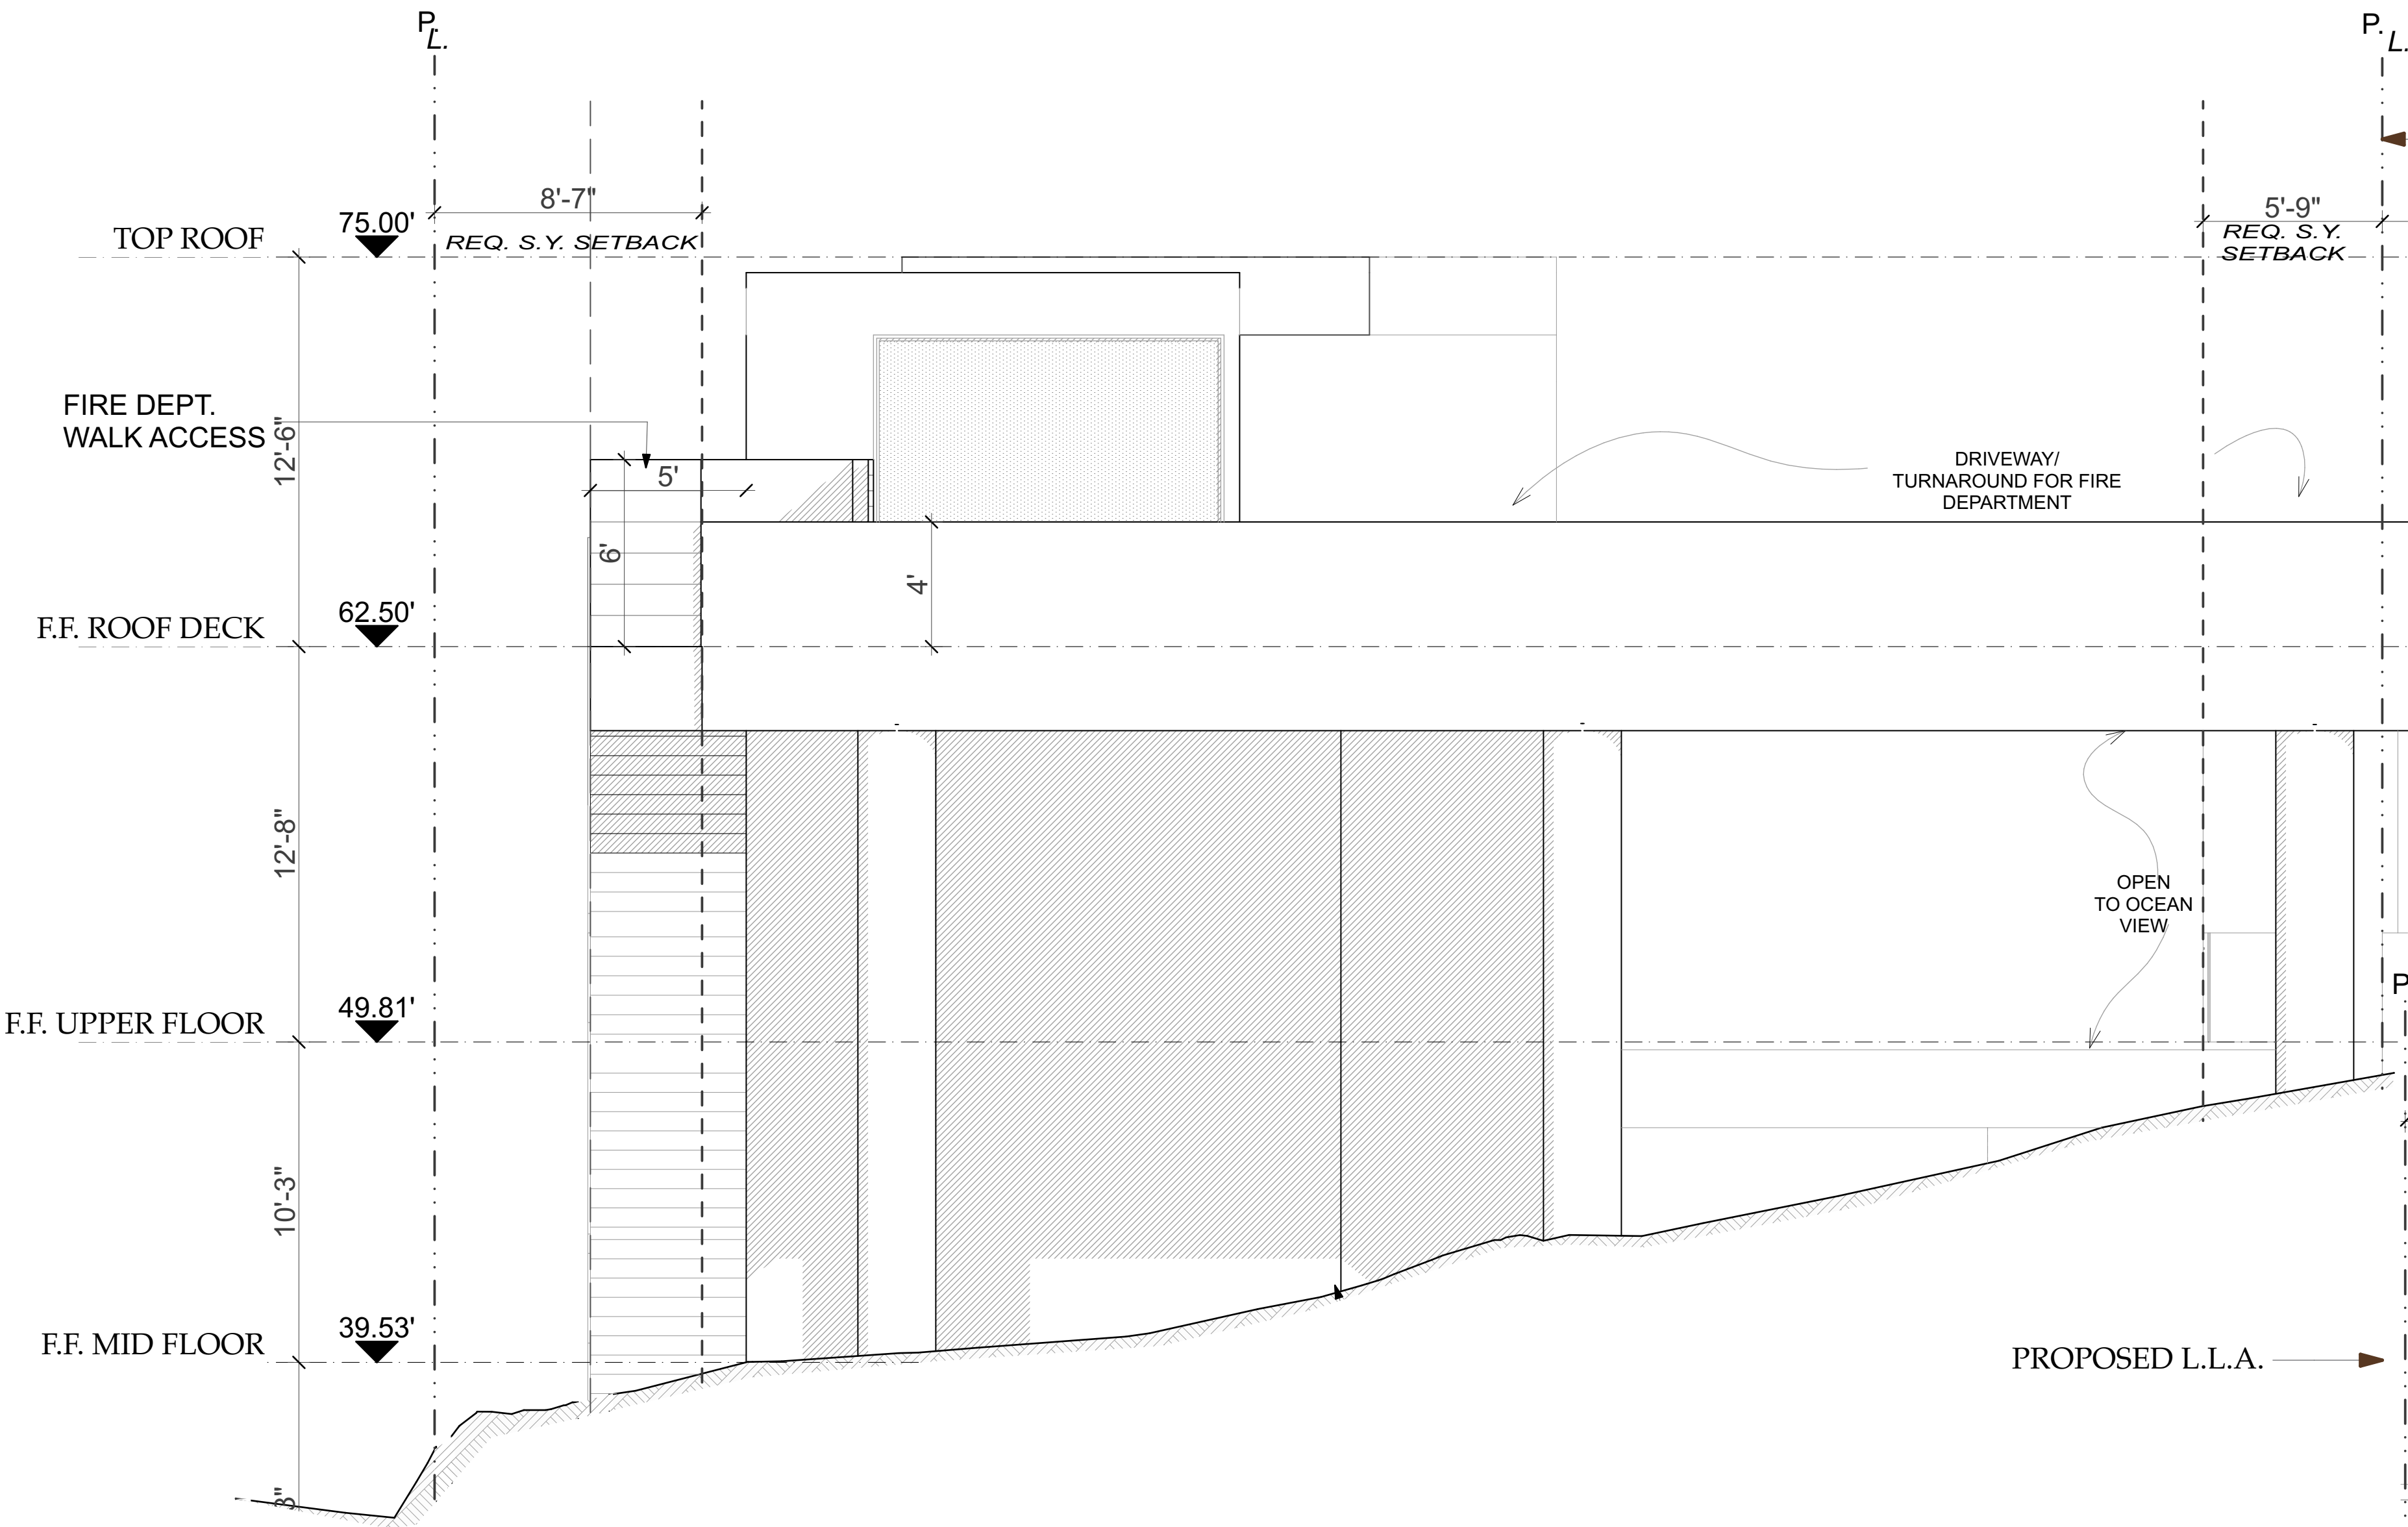 P.
L.
P.
L.
8'-7"
REQ. S.Y. SETBACK
5'-9"
REQ. S.Y.
SETBACK
TOP ROOF
75.00'
FIRE DEPT.
WALK ACCESS
12'-6"
5'
DRIVEWAY/
TURNAROUND FOR FIRE
DEPARTMENT
6'
4'
F.F. ROOF DECK
62.50'
12'-8"
OPEN
TO OCEAN
VIEW
P
F.F. UPPER FLOOR
49.81'
10'-3"
F.F. MID FLOOR
39.53'
PROPOSED L.L.A.
3"